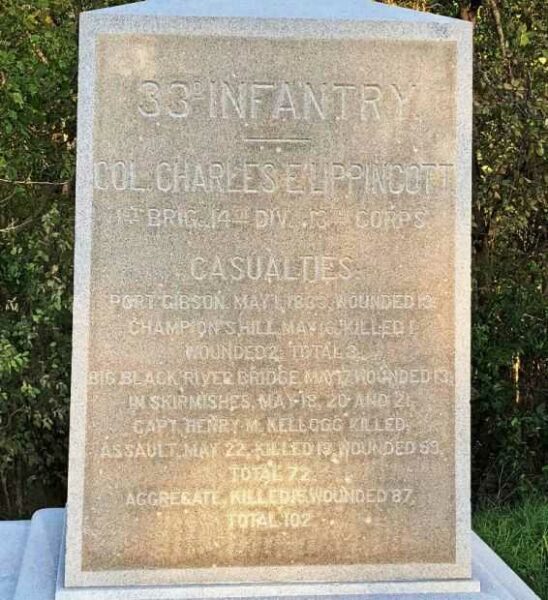 33D INFANTRY.
COL. CHARLES E. LIPPINCOTT
1ST BRIG., 14TH DIV., 13TH CORPS
CASUALTIES:
PORT GIBSON, MAY 1, 1863, WOUNDED 13.
CHAMPION'S HILL, MAY 16, KILLED 1,
WOUNDED 2, TOTAL 3.
BIG BLACK RIVER BRIDGE, MAY 17, WOUNDED 13.
IN SKIRMISHES, MAY 18, 20 AND 21,
CAPT. HENRY M. KELLOGG KILLED.
ASSAULT, MAY 22, KILLED 13, WOUNDED 59,
TOTAL 72.
AGGREGATE, KILLED 15, WOUNDED 87,
TOTAL 102.